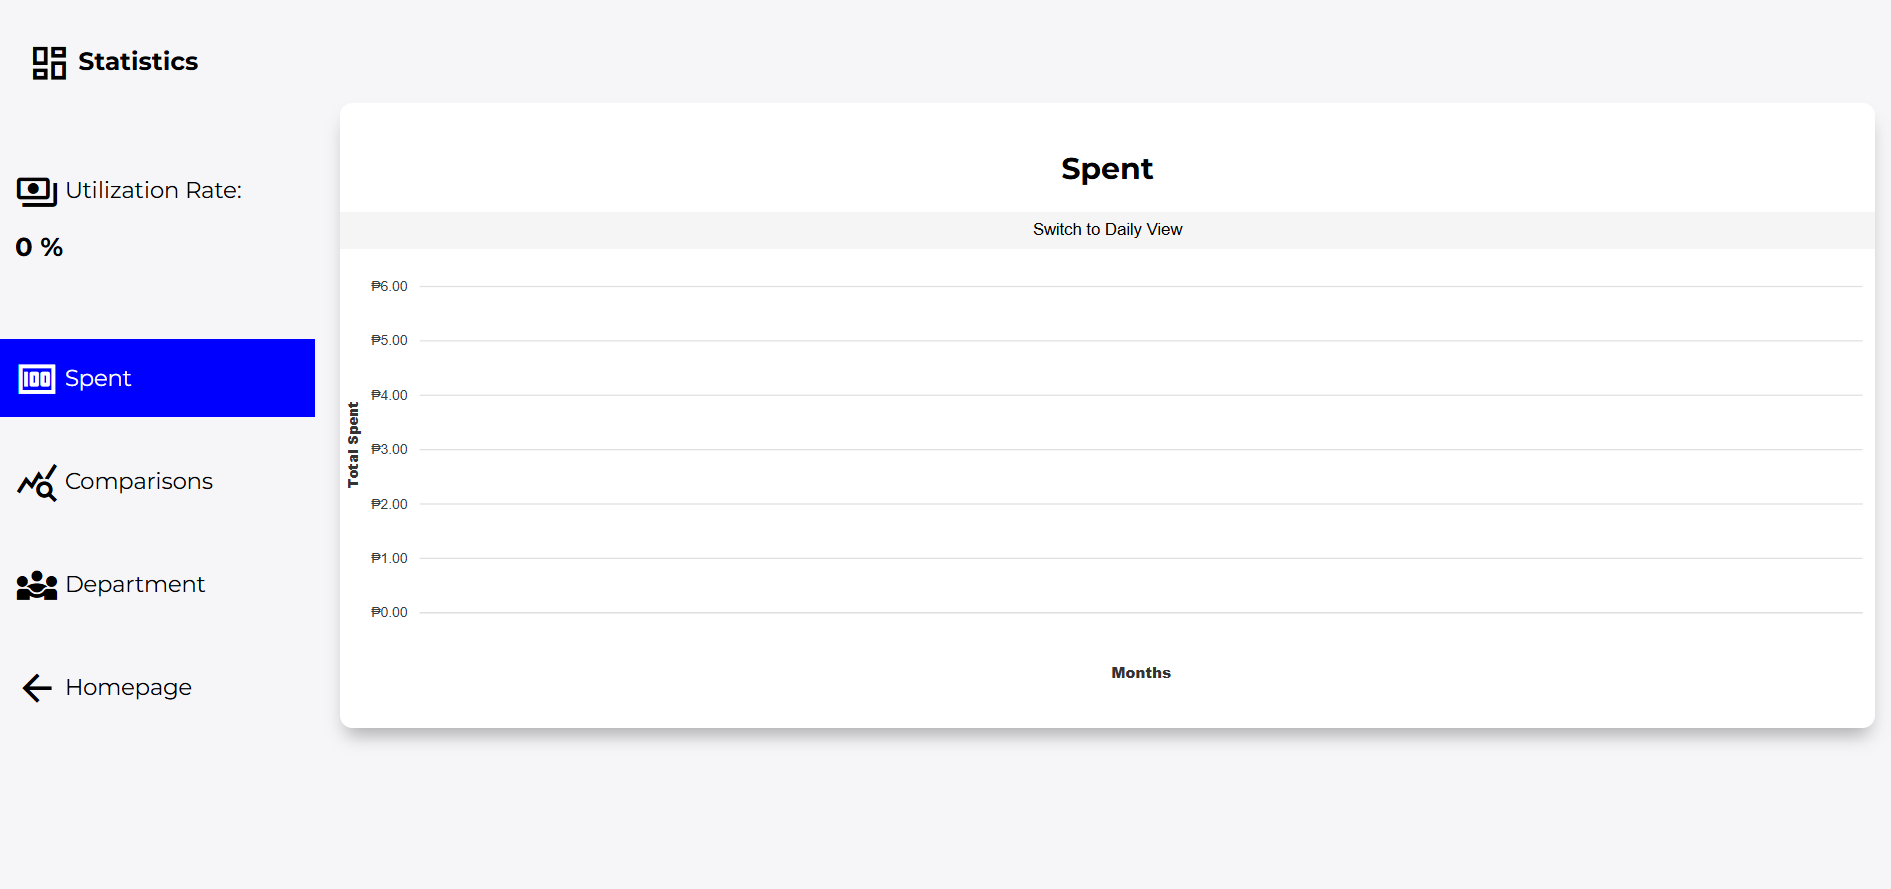 Statistics
Utilization Rate:
0 %
Spent
Comparisons
Department
Homepage
Spent
Switch to Daily View
₱6.00
₱5.00
₱4.00
₱3.00
₱2.00
₱1.00
₱0.00
Total Spent
Months